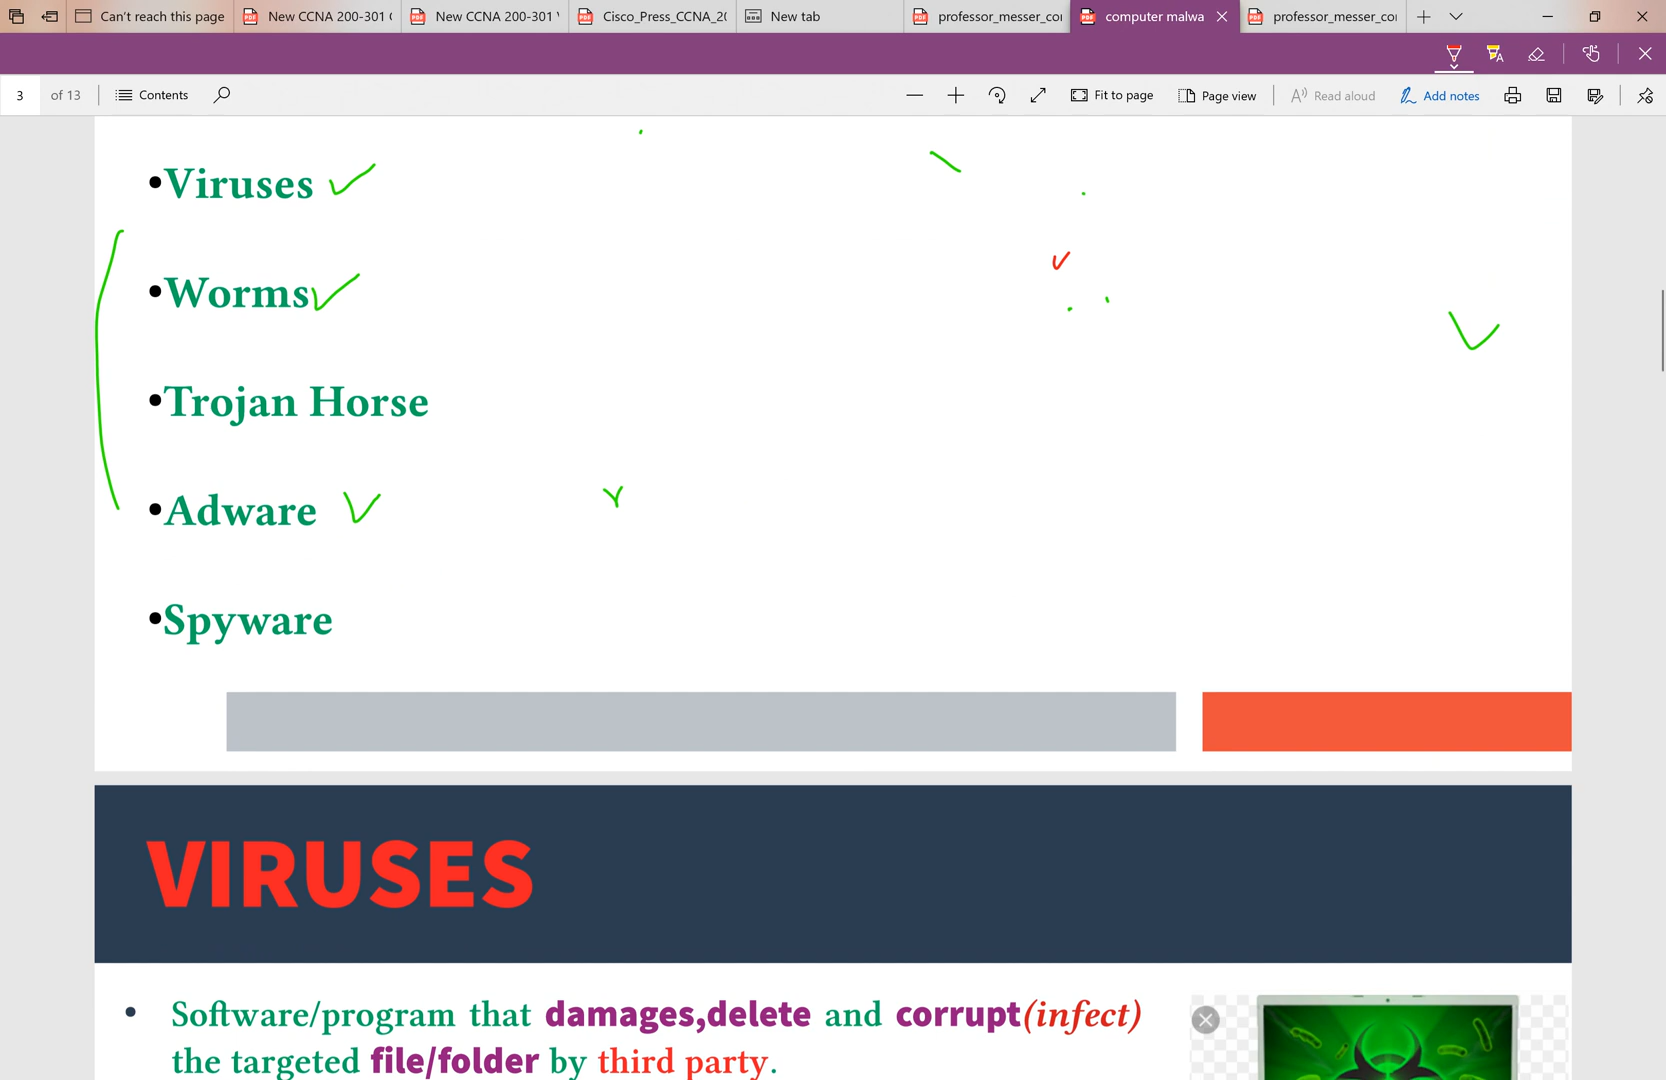 Can't reach this page
New CCNA 200-301
New CCNA 200-301
Cisco_Press_CCNA_20
New tab
professor_messer_co
computer malwa
professor_messer_co
3 of 13
Contents
Fit to page
Page view
Read aloud
Add notes
•Viruses
•Worms
•Trojan Horse
•Adware
•Spyware
VIRUSES
• Software/program that damages,delete and corrupt(infect)
the targeted file/folder by third party.